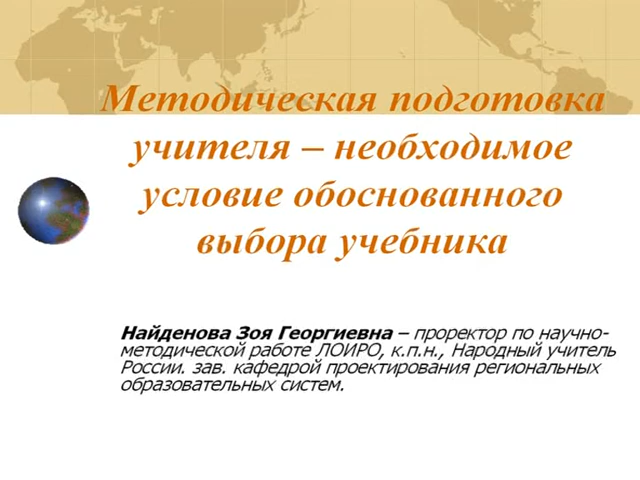 Методическая подготовка
учителя – необходимое
условие обоснованного
выбора учебника
Найденова Зоя Георгиевна – проректор по научно-
методической работе ЛОИРО, к.п.н., Народный учитель
России. зав. кафедрой проектирования региональных
образовательных систем.